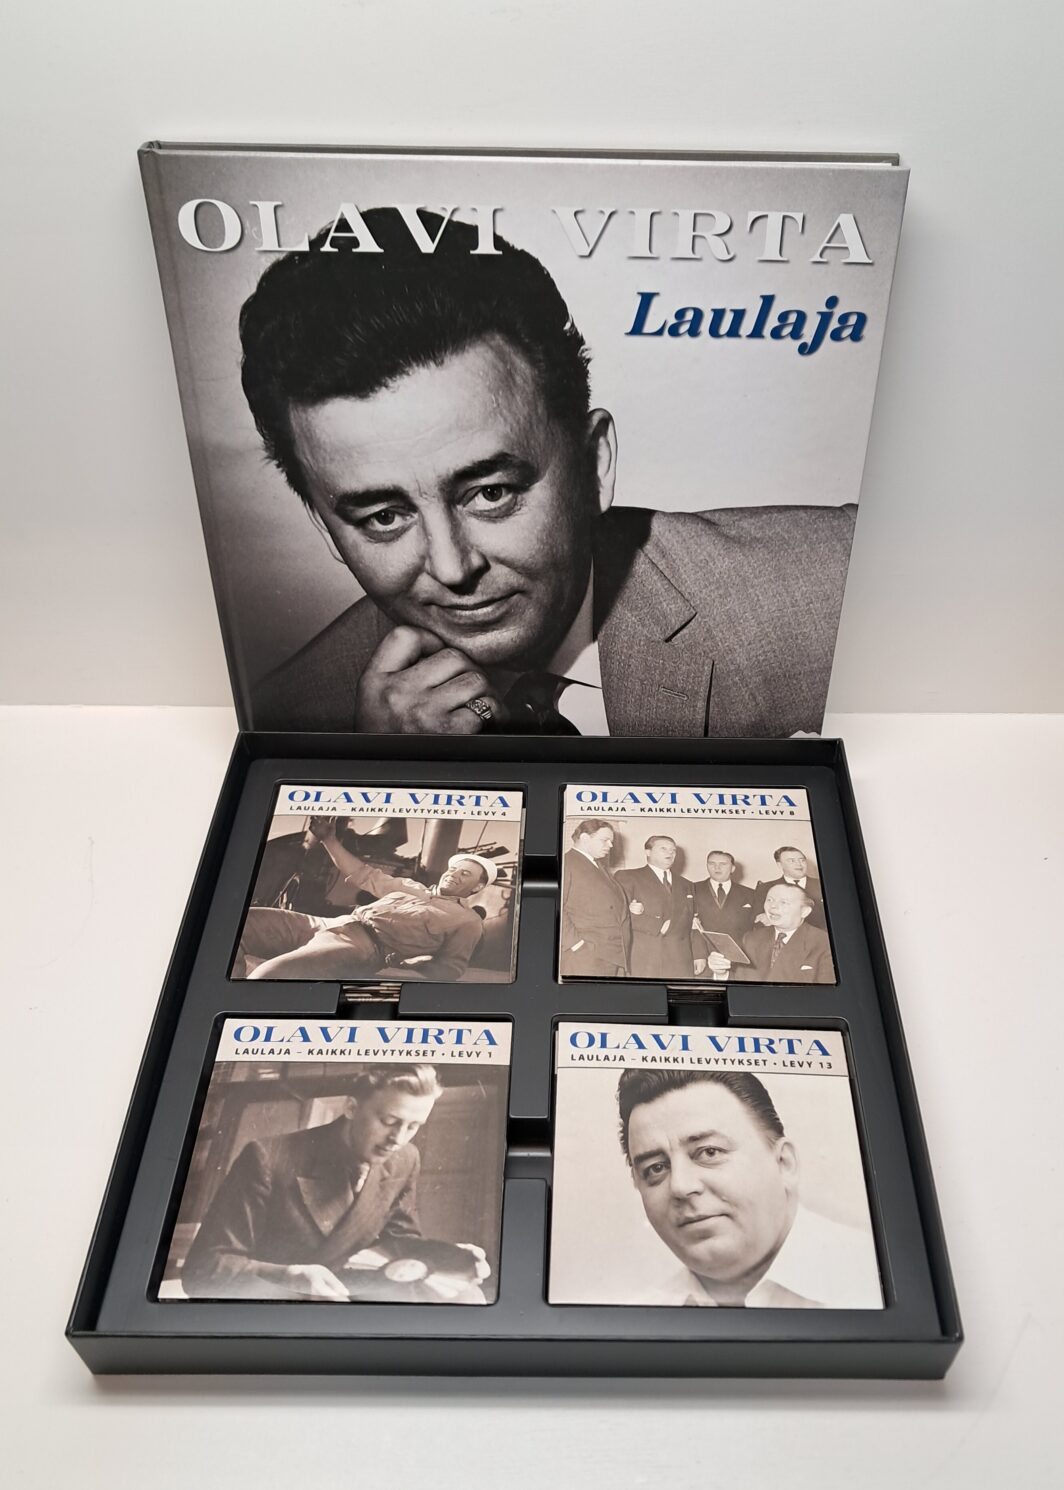 OLAVI VIRTA
Laulaja
OLAVI VIRTA
LAULAJA – KAIKKI LEVYTYKSET • LEVY 4
OLAVI VIRTA
LAULAJA – KAIKKI LEVYTYKSET • LEVY 8
OLAVI VIRTA
LAULAJA – KAIKKI LEVYTYKSET • LEVY 1
OLAVI VIRTA
LAULAJA – KAIKKI LEVYTYKSET • LEVY 13